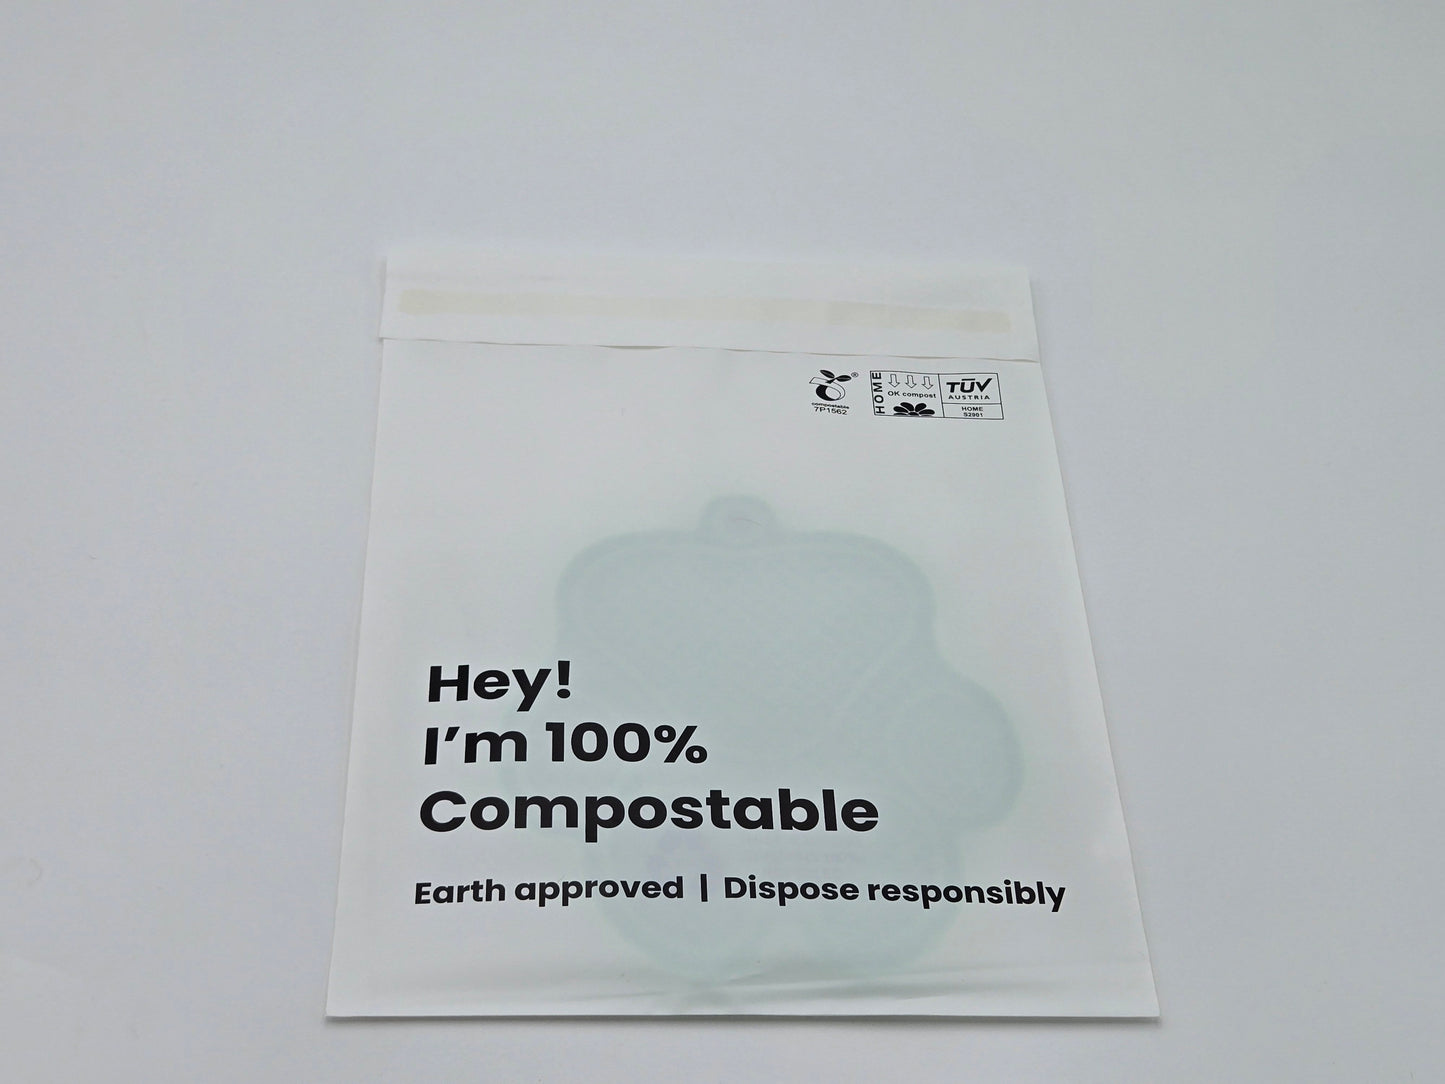 compostable
7P1562
HOME
OK compost
TÜV
AUSTRIA
HOME
S2901
Hey!
I’m 100%
Compostable
Earth approved | Dispose responsibly